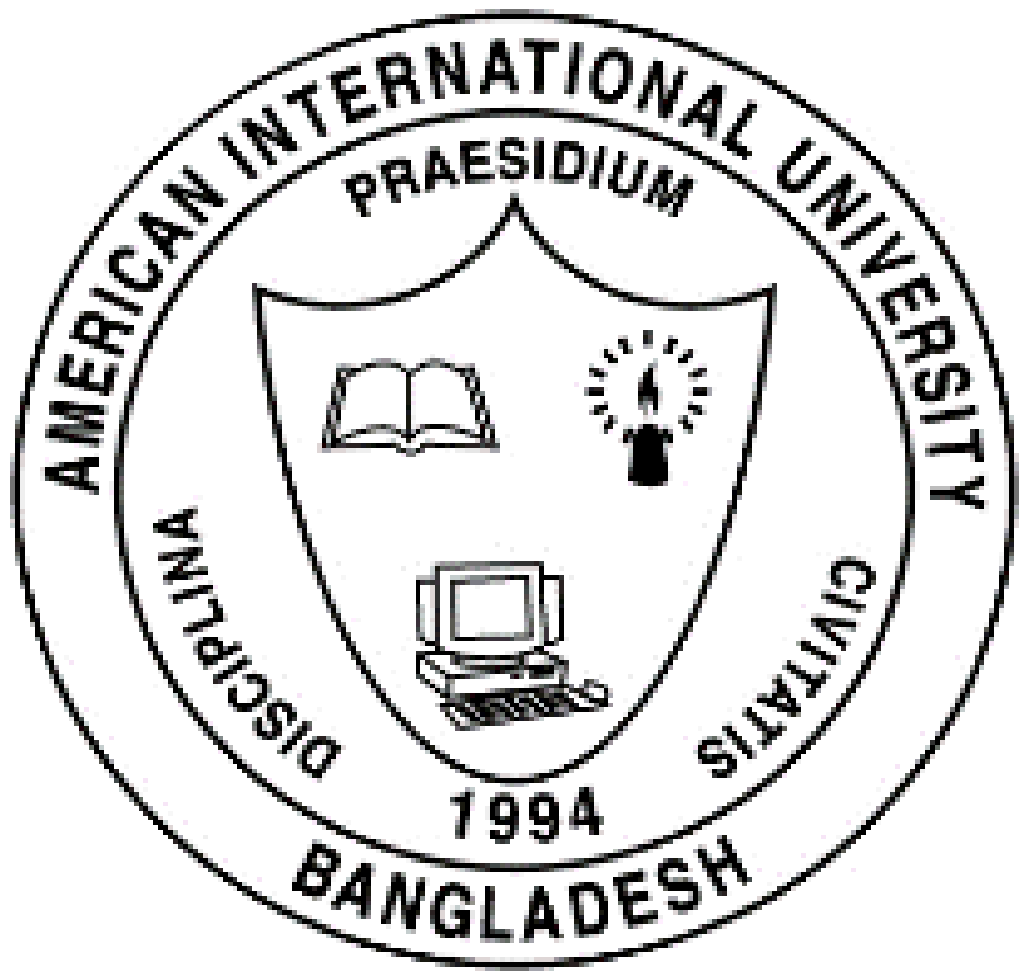 AMERICAN INTERNATIONAL UNIVERSITY
PRAESIDIUM
DISCIPLINA
CIVITATIS
1994
BANGLADESH